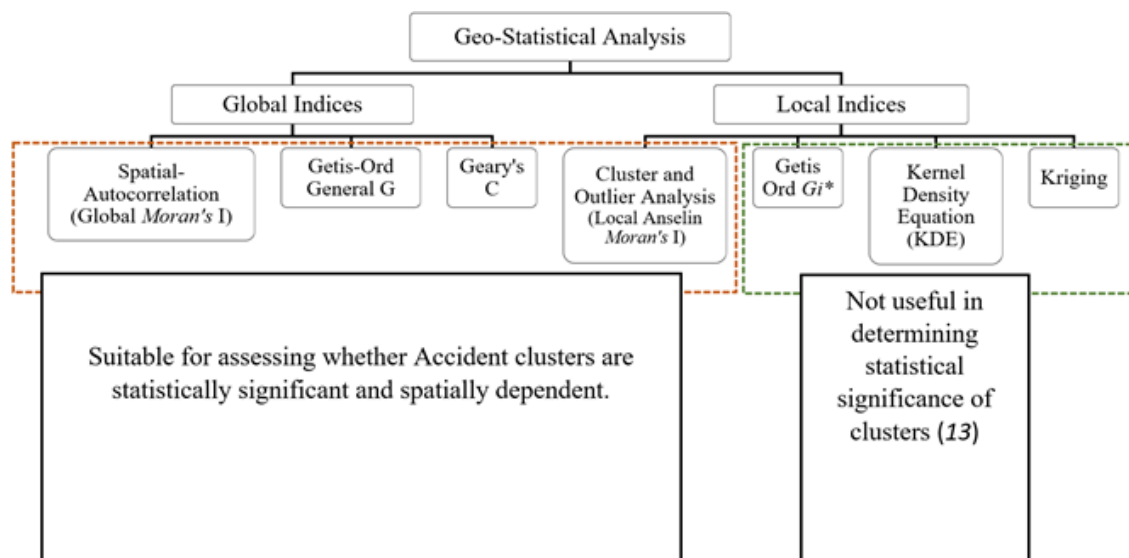 Geo-Statistical Analysis
Global Indices
Local Indices
Spatial-
Autocorrelation
(Global Moran's I)
Getis-Ord
General G
Geary's
C
Cluster and
Outlier Analysis
(Local Anselin
Moran's I)
Getis
Ord Gi*
Kernel
Density
Equation
(KDE)
Kriging
Suitable for assessing whether Accident clusters are
statistically significant and spatially dependent.
Not useful in
determining
statistical
significance of
clusters (13)